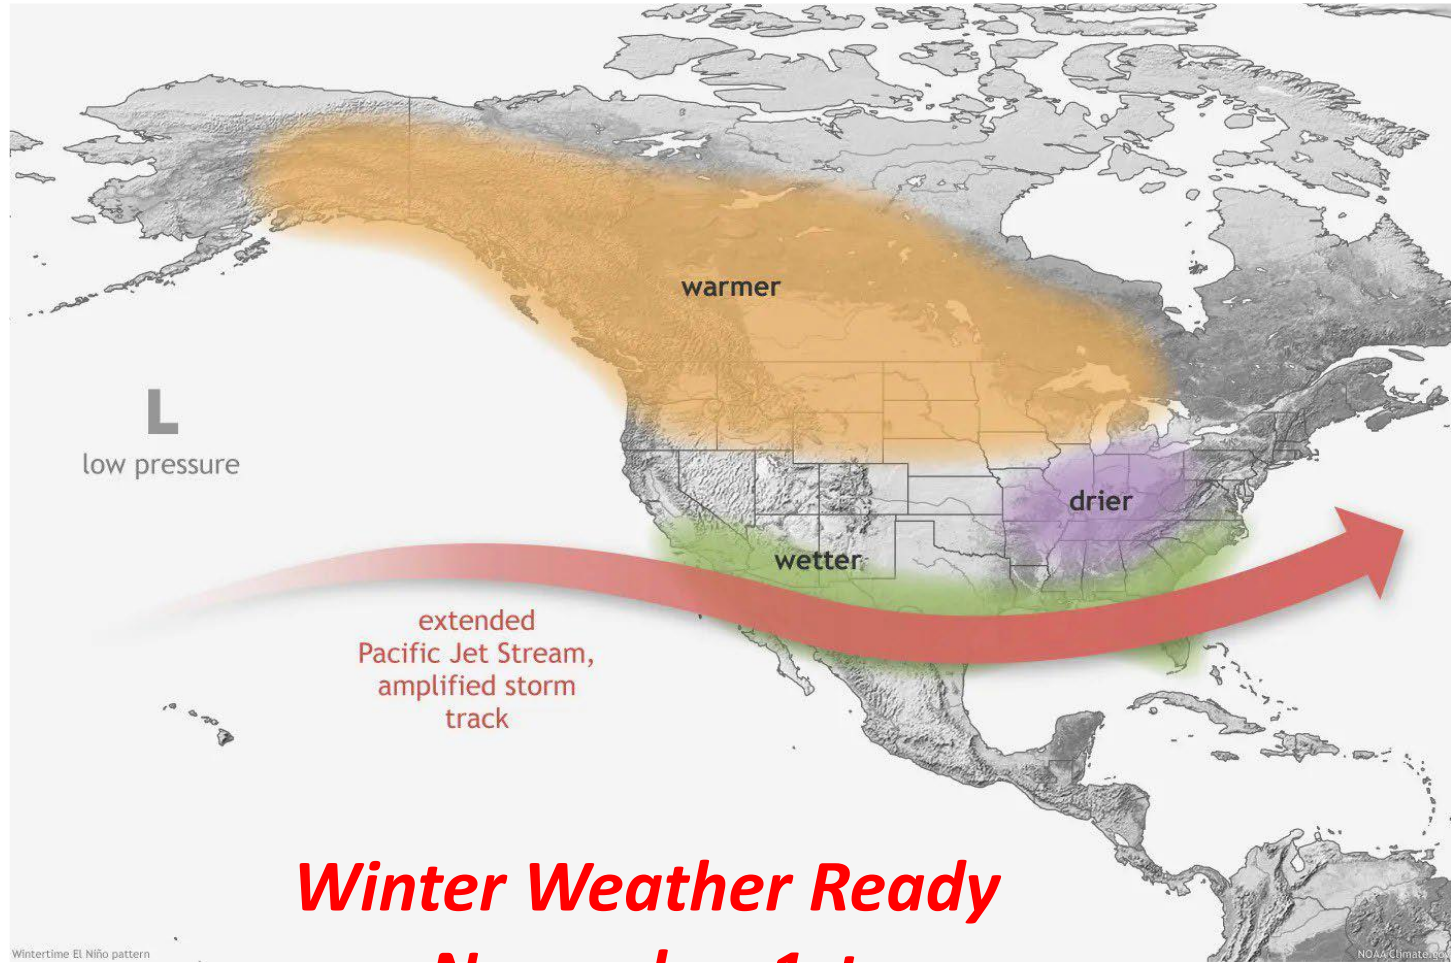 warmer
L
low pressure
drier
wetter
extended
Pacific Jet Stream,
amplified storm
track
Winter Weather Ready
Wintertime El Niño pattern